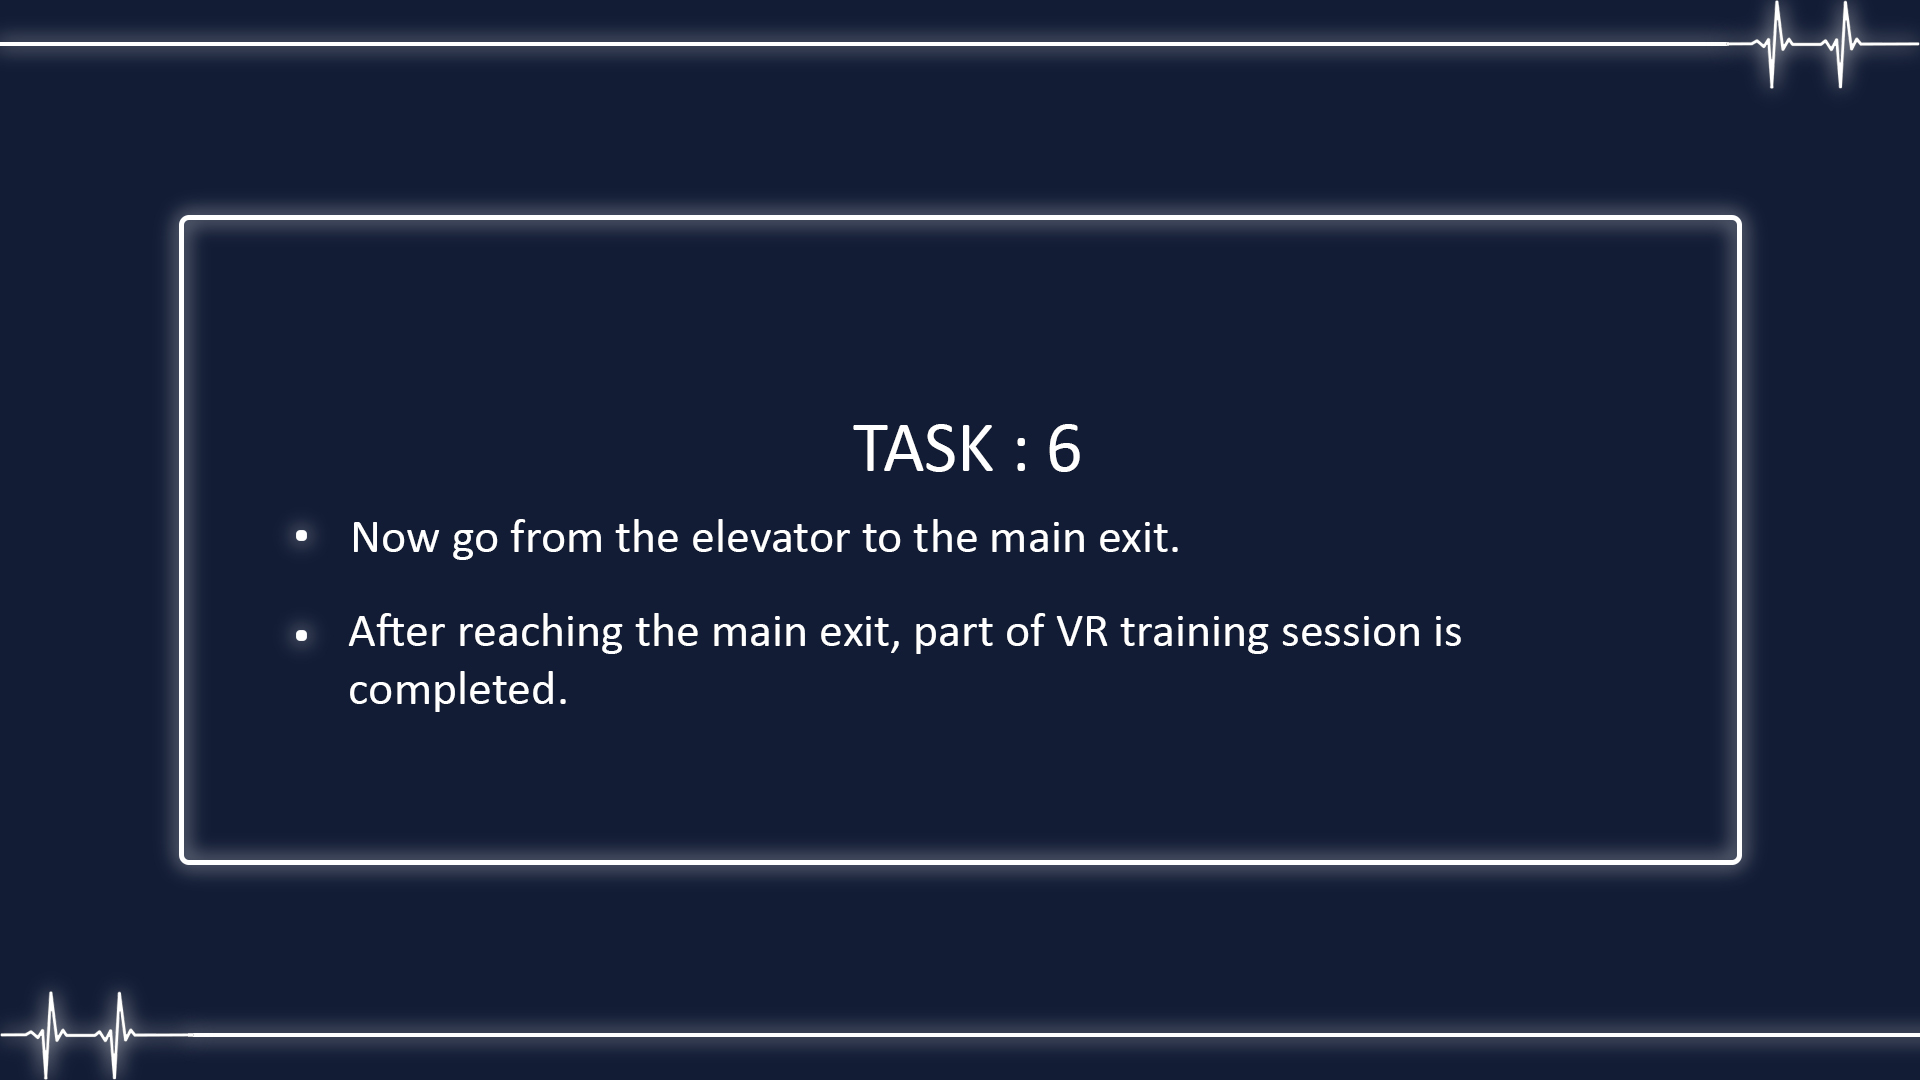 TASK : 6
• Now go from the elevator to the main exit.
• After reaching the main exit, part of VR training session is
completed.